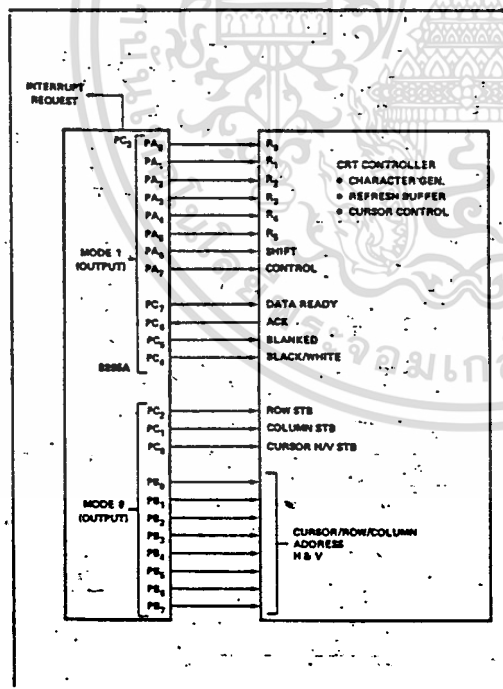 INTERRUPT
REQUEST
PC3
PA0 R0
PA1 R1
PA2 R2
PA3 R3
PA4 R4
PA5 R5
PA6 SHIFT
PA7 CONTROL
CRT CONTROLLER
● CHARACTER GEN.
● REFRESH BUFFER
● CURSOR CONTROL
MODE 1
(OUTPUT)
PC7 DATA READY
PC6 ACK
PC5 BLANKED
PC4 BLACK/WHITE
8255A
PC2 ROW STB
PC1 COLUMN STB
PC0 CURSOR H/V STB
MODE 0
(OUTPUT)
PB0
PB1
PB2
PB3
PB4
PB5
PB6
PB7
CURSOR/ROW/COLUMN
ADDRESS
H & V